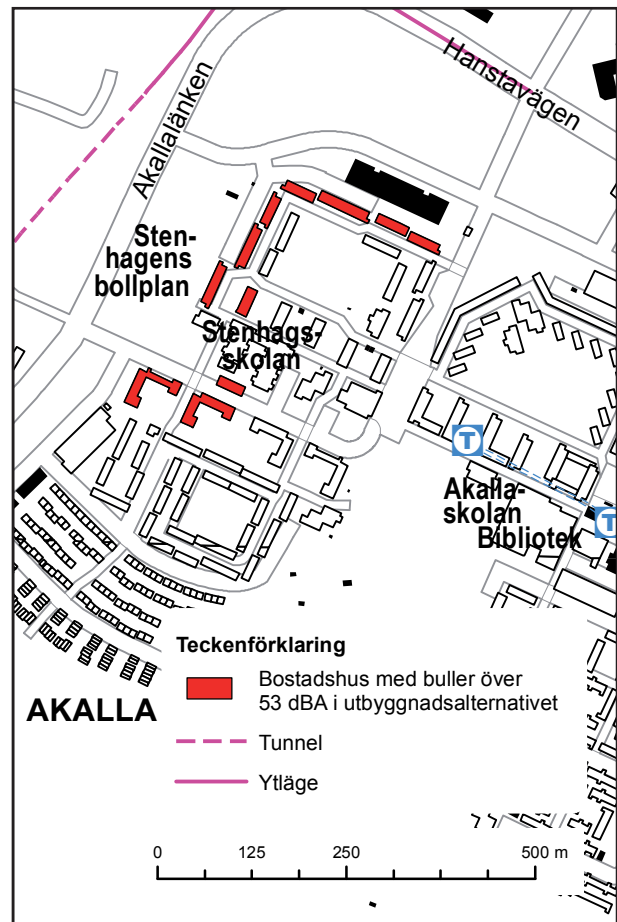 Hanstavägen
Akallalänken
Sten-
hagens
bollplan
Stenhags-
skolan
T
Akalla-
skolan
Bibliotek
T
Teckenförklaring
Bostadshus med buller över
53 dBA i utbyggnadsalternativet
AKALLA
Tunnel
Ytläge
0 125 250 500 m